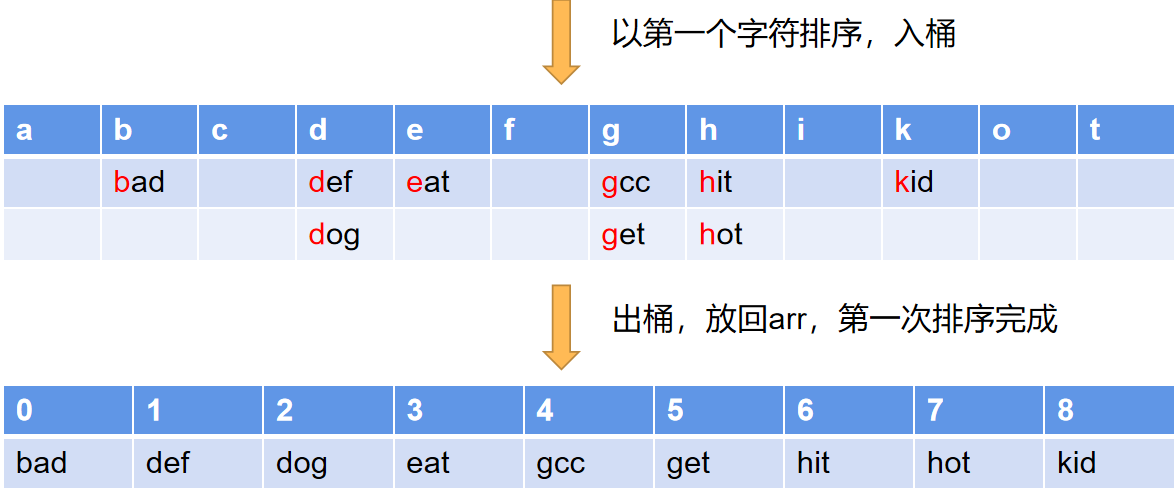 以第一个字符排序，入桶
a b c d e f g h i k o t
bad def eat gcc hit kid
dog get hot
出桶，放回arr，第一次排序完成
0 1 2 3 4 5 6 7 8
bad def dog eat gcc get hit hot kid